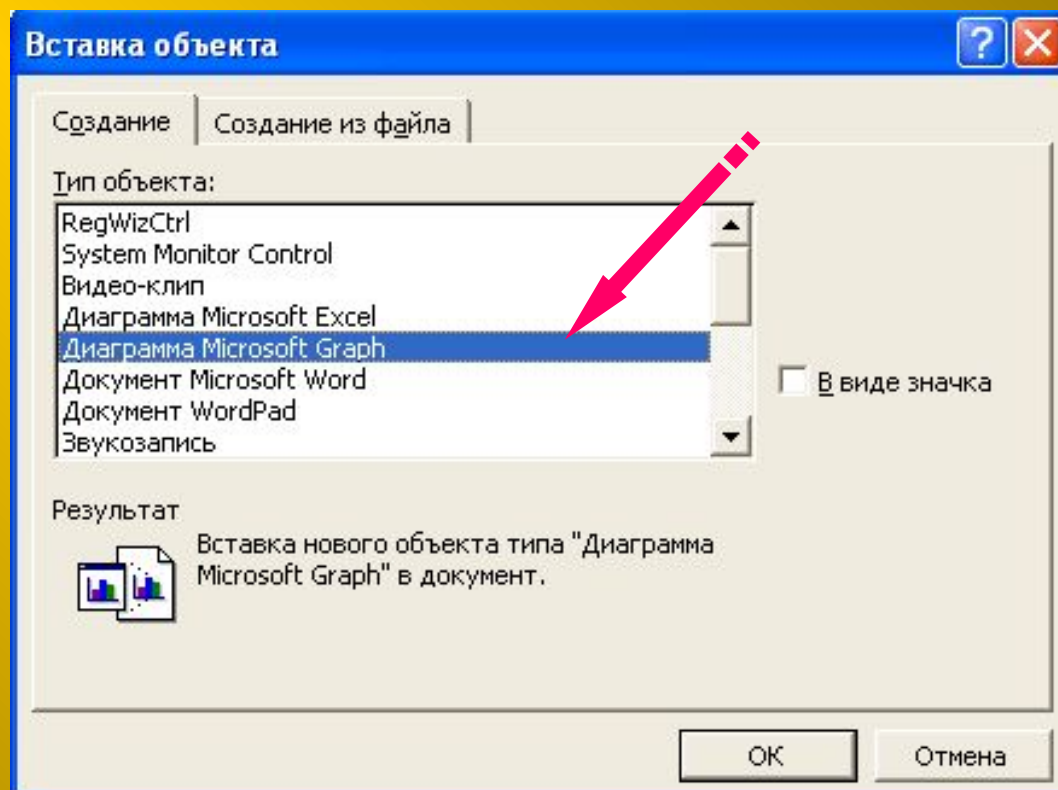 Вставка объекта
Создание
Создание из файла
Тип объекта:
RegWizCtrl
System Monitor Control
Видео-клип
Диаграмма Microsoft Excel
Диаграмма Microsoft Graph
Документ Microsoft Word
Документ WordPad
Звукозапись
В виде значка
Результат
Вставка нового объекта типа "Диаграмма
Microsoft Graph" в документ.
ОК
Отмена